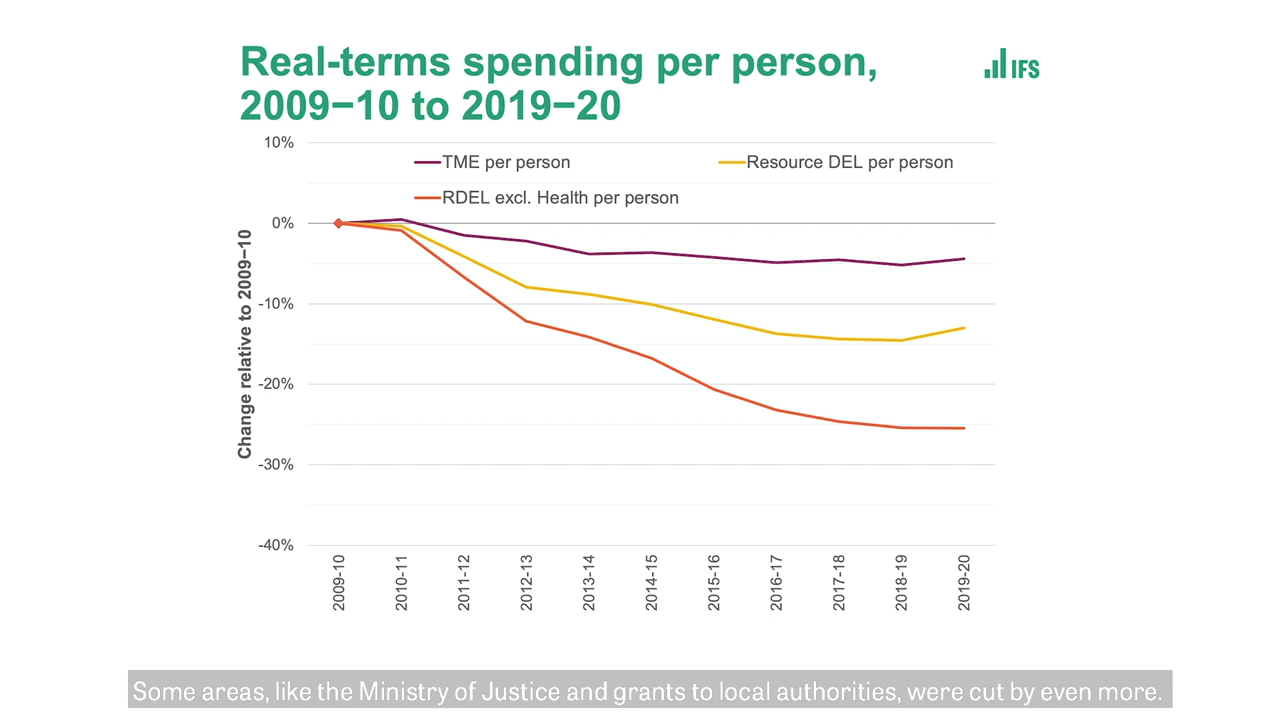 Real-terms spending per person,
2009−10 to 2019−20
IFS
10%
0%
-10%
-20%
-30%
-40%
Change relative to 2009−10
TME per person
Resource DEL per person
RDEL excl. Health per person
2009-10
2010-11
2011-12
2012-13
2013-14
2014-15
2015-16
2016-17
2017-18
2018-19
2019-20
Some areas, like the Ministry of Justice and grants to local authorities, were cut by even more.